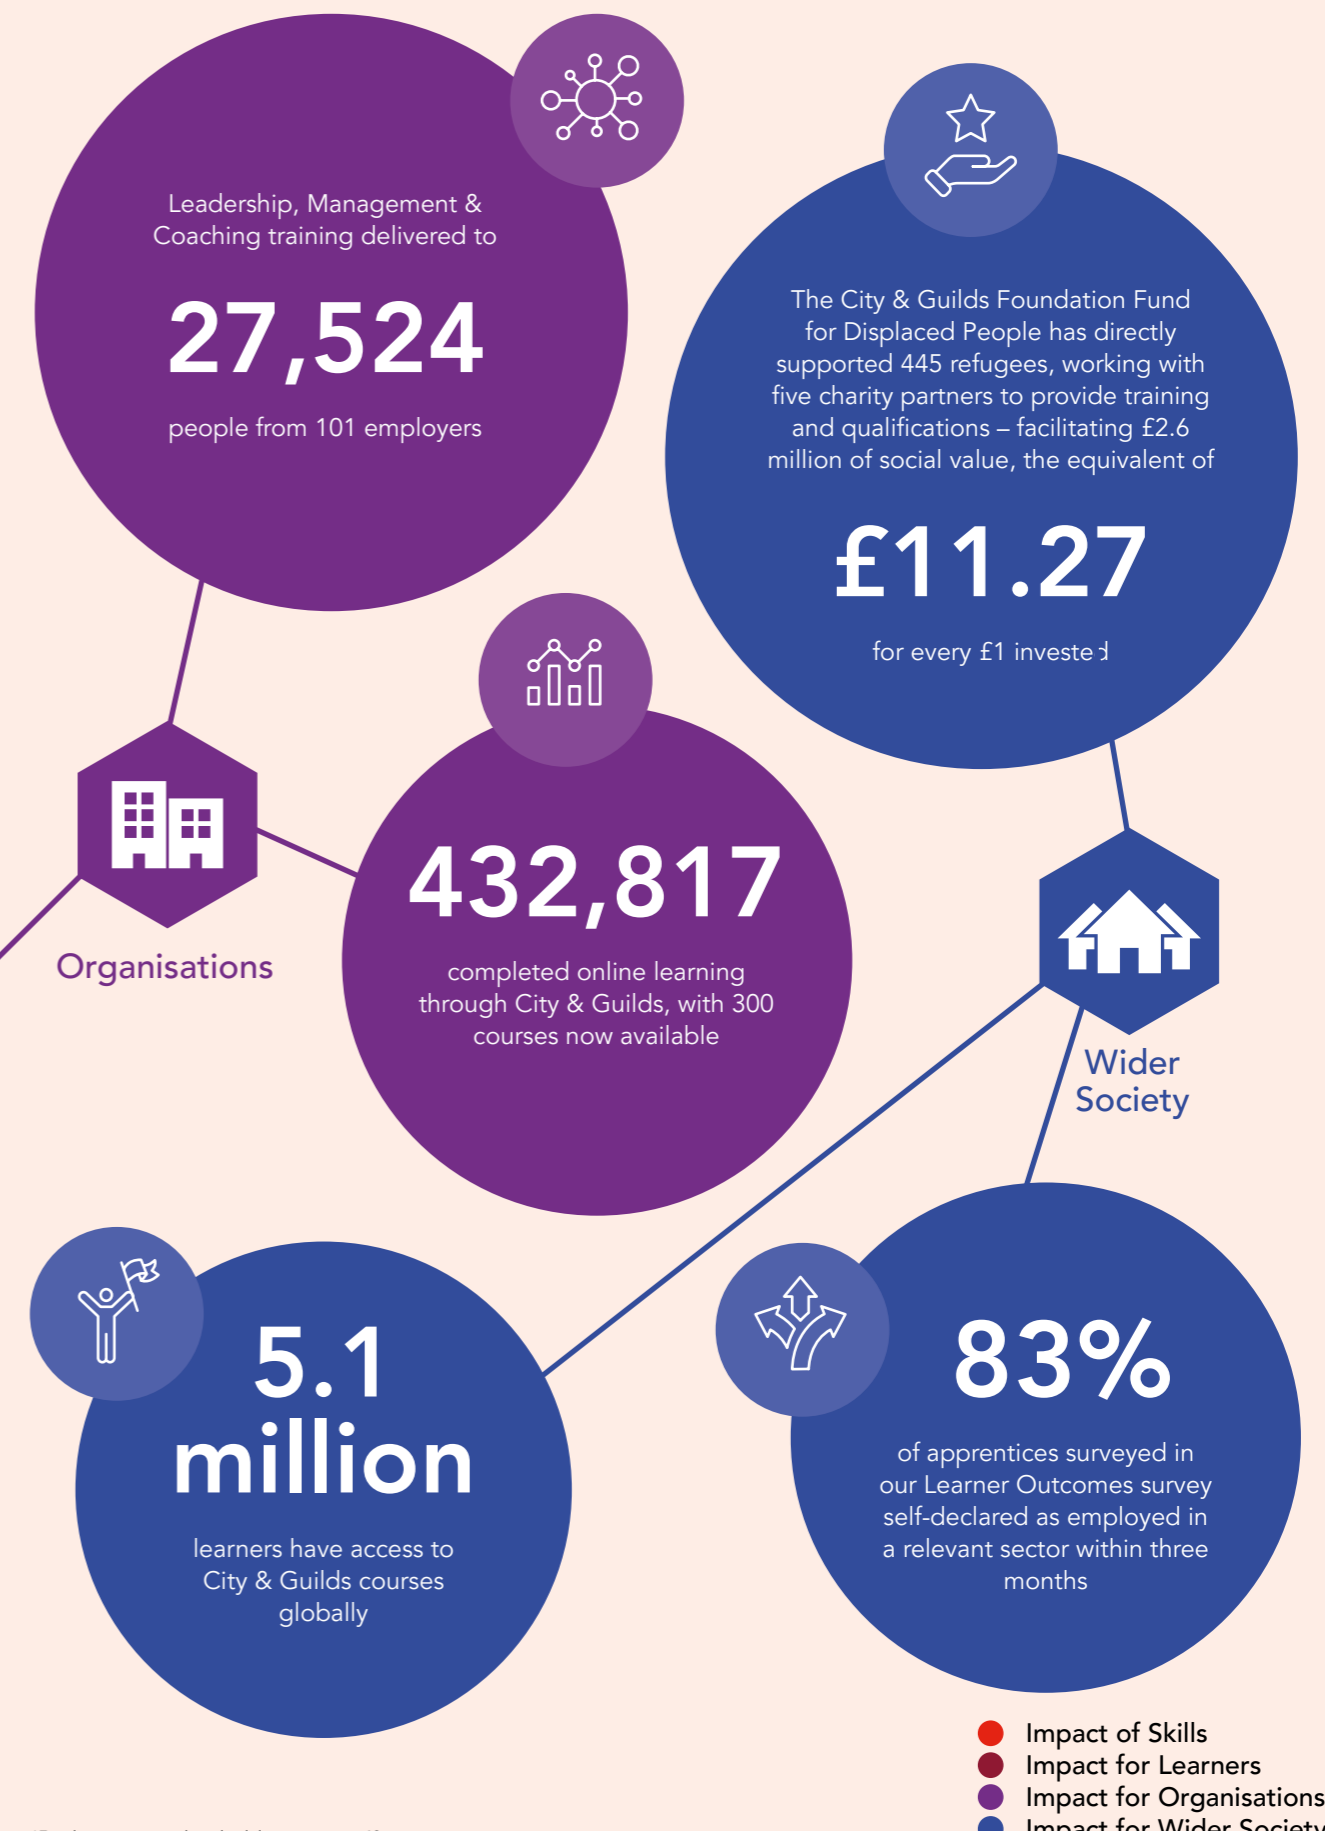 Leadership, Management &
Coaching training delivered to
27,524
people from 101 employers
The City & Guilds Foundation Fund
for Displaced People has directly
supported 445 refugees, working with
five charity partners to provide training
and qualifications – facilitating £2.6
million of social value, the equivalent of
£11.27
for every £1 invested
Organisations
432,817
completed online learning
through City & Guilds, with 300
courses now available
Wider
Society
5.1
million
learners have access to
City & Guilds courses
globally
83%
of apprentices surveyed in
our Learner Outcomes survey
self-declared as employed in
a relevant sector within three
months
Impact of Skills
Impact for Learners
Impact for Organisations
Impact for Wider Society